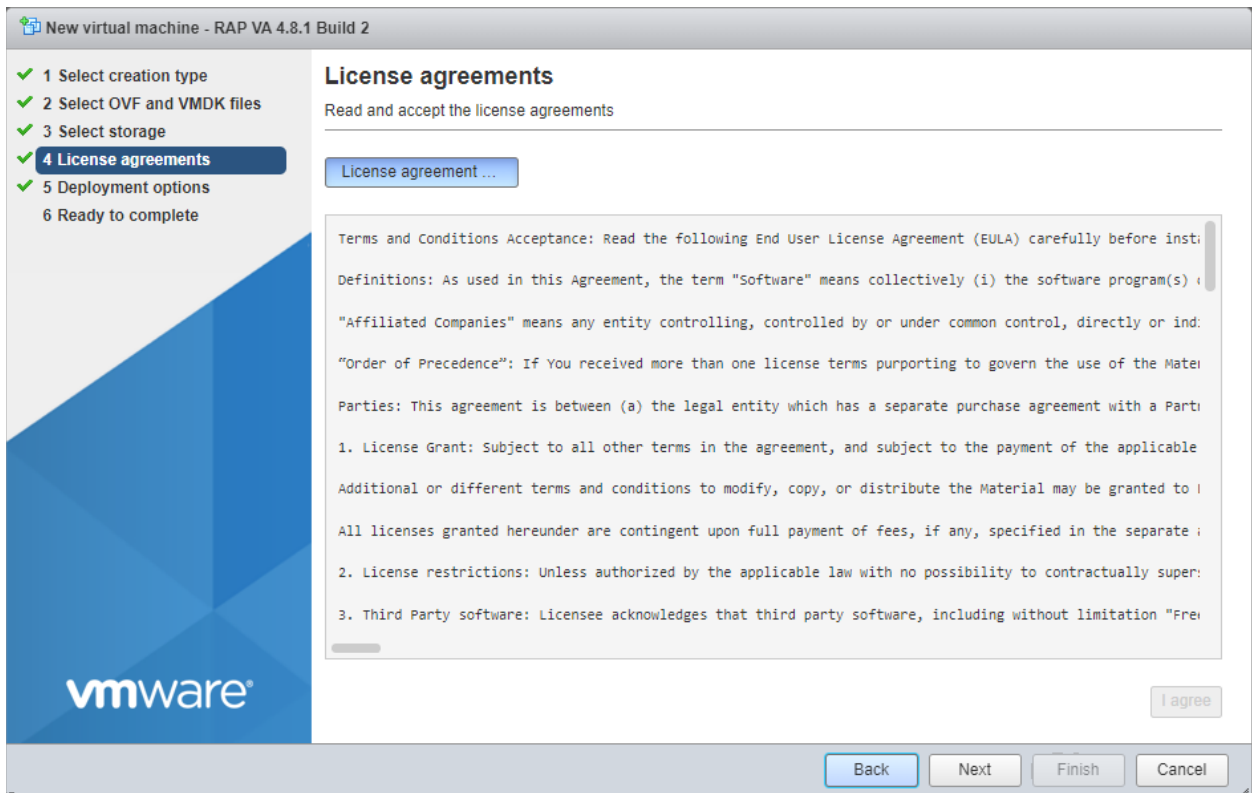 New virtual machine - RAP VA 4.8.1 Build 2
1 Select creation type
2 Select OVF and VMDK files
3 Select storage
4 License agreements
5 Deployment options
6 Ready to complete
vmware®
License agreements
Read and accept the license agreements
License agreement ...
Terms and Conditions Acceptance: Read the following End User License Agreement (EULA) carefully before
Definitions: As used in this Agreement, the term "Software" means collectively (i) the software program(s)
"Affiliated Companies" means any entity controlling, controlled by or under common control, directly or
“Order of Precedence”: If You received more than one license terms purporting to govern the use of the
Parties: This agreement is between (a) the legal entity which has a separate purchase agreement with a
1. License Grant: Subject to all other terms in the agreement, and subject to the payment of the applicable
Additional or different terms and conditions to modify, copy, or distribute the Material may be granted to
All licenses granted hereunder are contingent upon full payment of fees, if any, specified in the separate
2. License restrictions: Unless authorized by the applicable law with no possibility to contractually
3. Third Party software: Licensee acknowledges that third party software, including without limitation
I agree
Back Next Finish Cancel